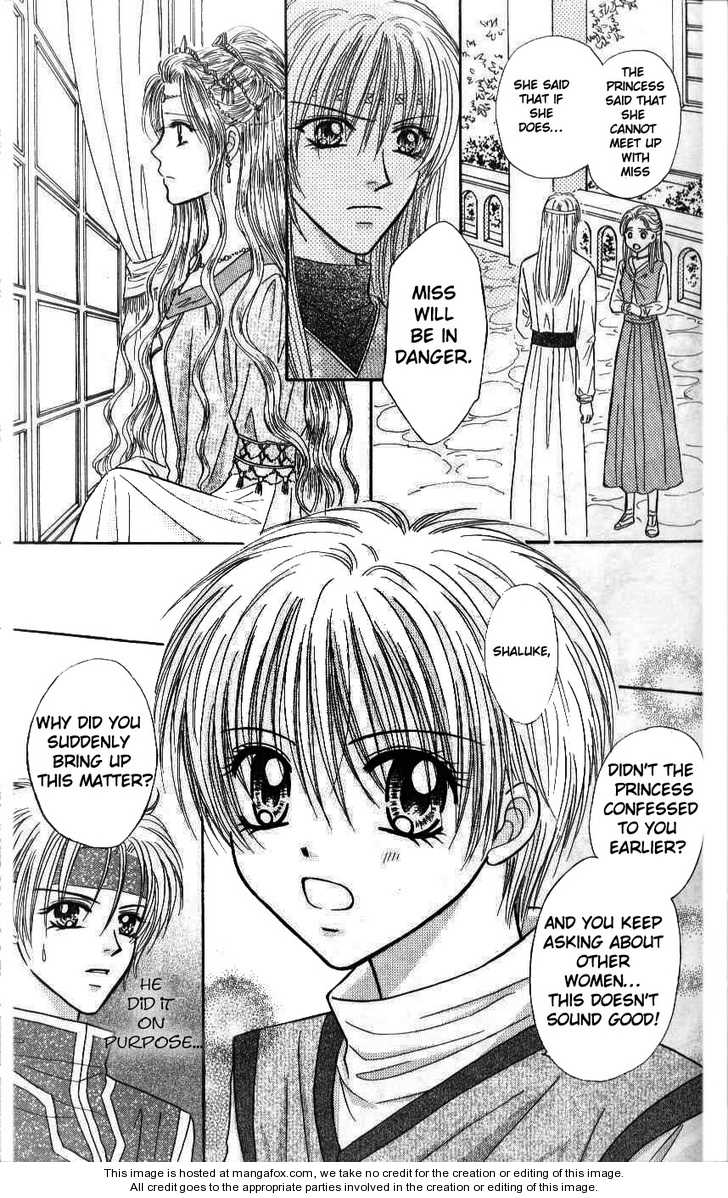 THE
PRINCESS
SAID THAT
SHE
CANNOT
MEET UP
WITH
MISS
SHE SAID
THAT IF
SHE
DOES...
MISS
WILL
BE IN
DANGER.
SHALUKE,
DIDN'T THE
PRINCESS
CONFESSED
TO YOU
EARLIER?
AND YOU KEEP
ASKING ABOUT
OTHER
WOMEN...
THIS DOESN'T
SOUND GOOD!
WHY DID YOU
SUDDENLY
BRING UP
THIS MATTER?
HE
DID IT
ON
PURPOSE...
This image is hosted at mangafox.com, we take no credit for the creation or editing of this image.
All credit goes to the appropriate parties involved in the creation or editing of this image.